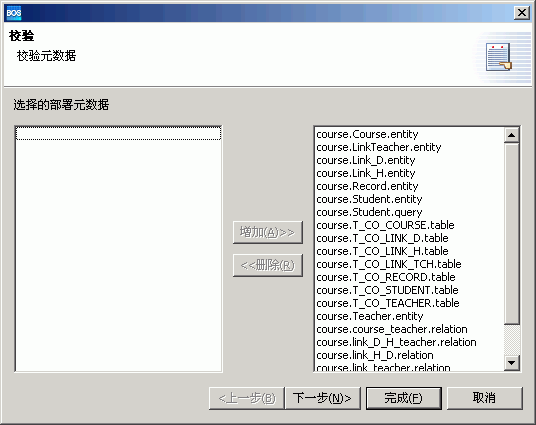 BOS
校验
校验元数据
选择的部署元数据
course.Course.entity
course.LinkTeacher.entity
course.Link_D.entity
course.Link_H.entity
course.Record.entity
course.Student.entity
course.Student.query
course.T_CO_COURSE.table
course.T_CO_LINK_D.table
course.T_CO_LINK_H.table
course.T_CO_LINK_TCH.table
course.T_CO_RECORD.table
course.T_CO_STUDENT.table
course.T_CO_TEACHER.table
course.Teacher.entity
course.course_teacher.relation
course.link_D_H_teacher.relation
course.link_H_D.relation
course.link_teacher.relation
增加(A)>>
<<删除(R)
<上一步(B)
下一步(N)>
完成(F)
取消